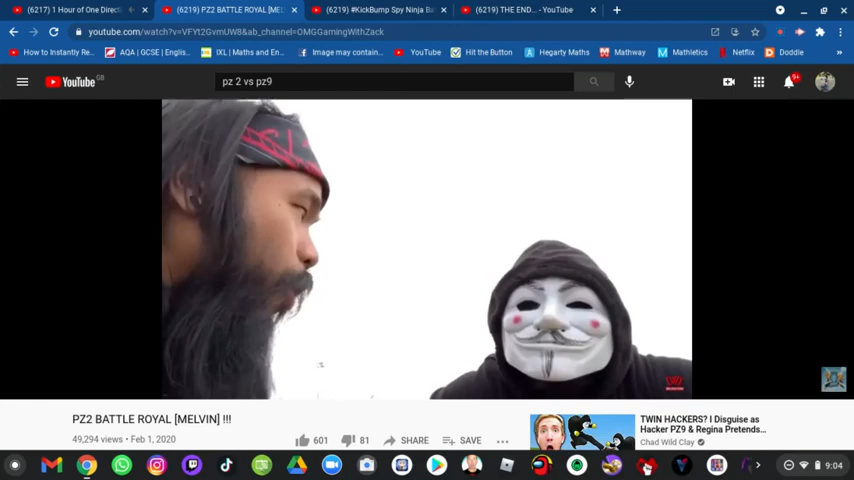 (6217) 1 Hour of One Directi
(6219) PZ2 BATTLE ROYAL [MEL
(6219) #KickBump Spy Ninja Ba
(6219) THE END... - YouTube
youtube.com/watch?v=VFYt2GvmUW8&ab_channel=OMGGamingWithZack
How to Instantly Re...
AQA | GCSE | Englis...
IXL | Maths and En...
Image may contain...
YouTube
Hit the Button
Hegarty Maths
Mathway
Mathletics
Netflix
Doddle
YouTube GB
pz 2 vs pz9
9+
PZ2 BATTLE ROYAL [MELVIN] !!!
49,294 views • Feb 1, 2020
601
81
SHARE
SAVE
TWIN HACKERS? I Disguise as
Hacker PZ9 & Regina Pretends...
Chad Wild Clay
9:04